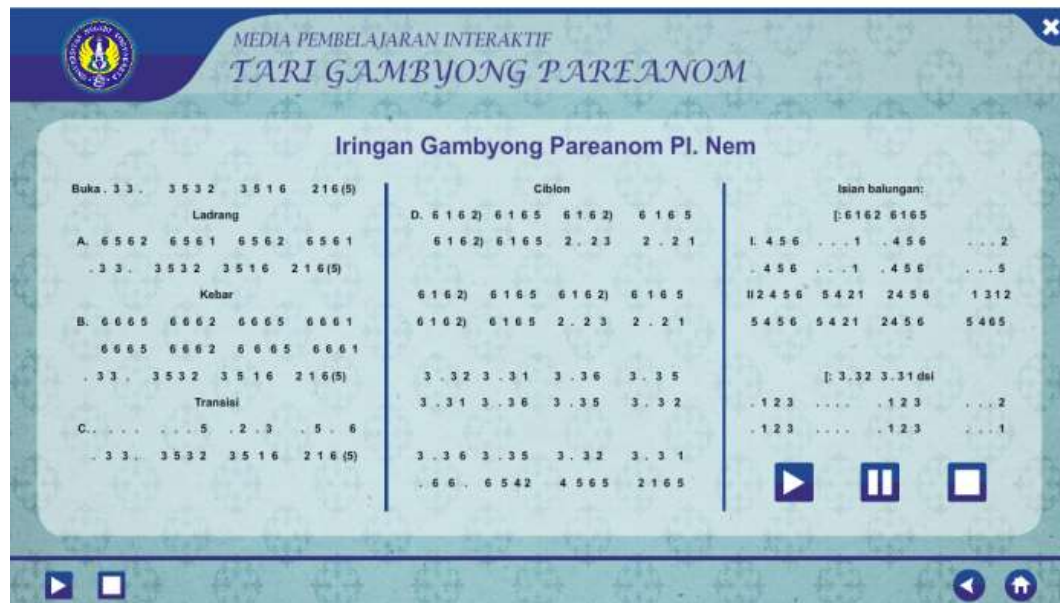 MEDIA PEMBELAJARAN INTERAKTIF
TARI GAMBYONG PAREANOM
Iringan Gambyong Pareanom Pl. Nem
Buka . 3 3 . 3 5 3 2 3 5 1 6 2 1 6 (5)
Ladrang
A. 6 5 6 2 6 5 6 1 6 5 6 2 6 5 6 1
. 3 3 . 3 5 3 2 3 5 1 6 2 1 6(5)
Kebar
B. 6 6 6 5 6 6 6 2 6 6 6 5 6 6 6 1
6 6 6 5 6 6 6 2 6 6 6 5 6 6 6 1
. 3 3 . 3 5 3 2 3 5 1 6 2 1 6 (5)
Transisi
C. . . . . . . . 5 . 2 . 3 . 5 . 6
. 3 3 . 3 5 3 2 3 5 1 6 2 1 6 (5)
Ciblon
D. 6 1 6 2) 6 1 6 5 6 1 6 2) 6 1 6 5
6 1 6 2) 6 1 6 5 2 . 2 3 2 . 2 1
6 1 6 2) 6 1 6 5 6 1 6 2) 6 1 6 5
6 1 6 2) 6 1 6 5 2 . 2 3 2 . 2 1
3 . 3 2 3 . 3 1 3 . 3 6 3 . 3 5
3 . 3 1 3 . 3 6 3 . 3 5 3 . 3 2
3 . 3 6 3 . 3 5 3 . 3 2 3 . 3 1
. 6 6 . 6 5 4 2 4 5 6 5 2 1 6 5
Isian balungan:
[: 6 1 6 2 6 1 6 5
I. 4 5 6 . . . 1 . 4 5 6 . . . 2
. 4 5 6 . . . 1 . 4 5 6 . . . 5
II 2 4 5 6 5 4 2 1 2 4 5 6 1 3 1 2
5 4 5 6 5 4 2 1 2 4 5 6 5 4 6 5
[: 3 . 3 2 3 . 3 1 dsl
. 1 2 3 . . . . . 1 2 3 . . . 2
. 1 2 3 . . . . . 1 2 3 . . . 1